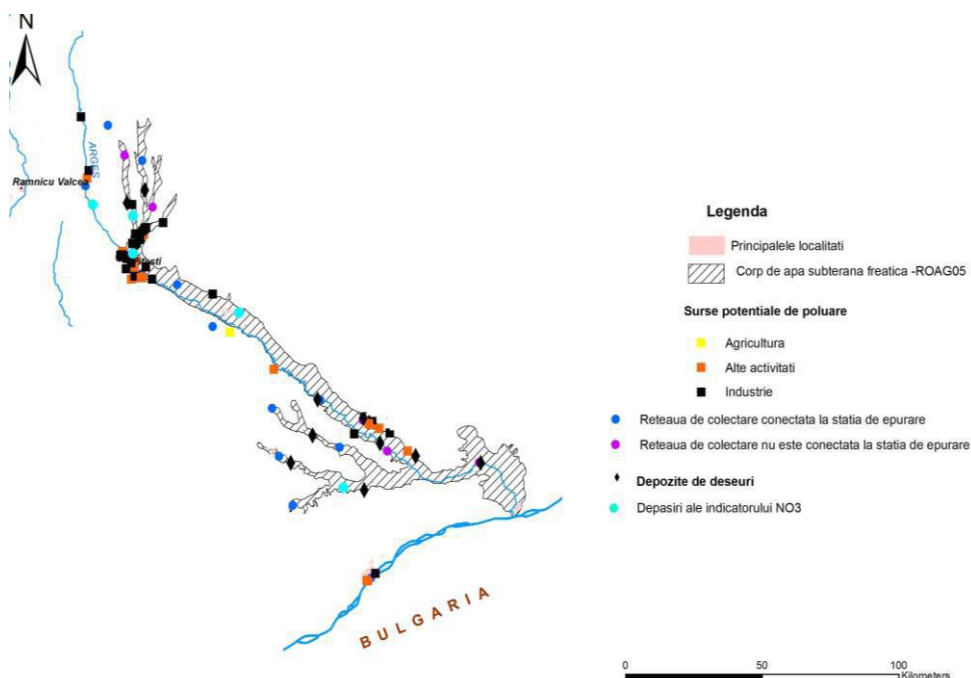 N
ARGES
Ramnicu Valcea
BULGARIA
Legenda
Principalele localitati
Corp de apa subterana freatica -ROAG05
Surse potentiale de poluare
Agricultura
Alte activitati
Industrie
Reteaua de colectare conectata la statia de epurare
Reteaua de colectare nu este conectata la statia de epurare
Depozite de deseuri
Depasiri ale indicatorului NO3
0 50 100
Kilometers